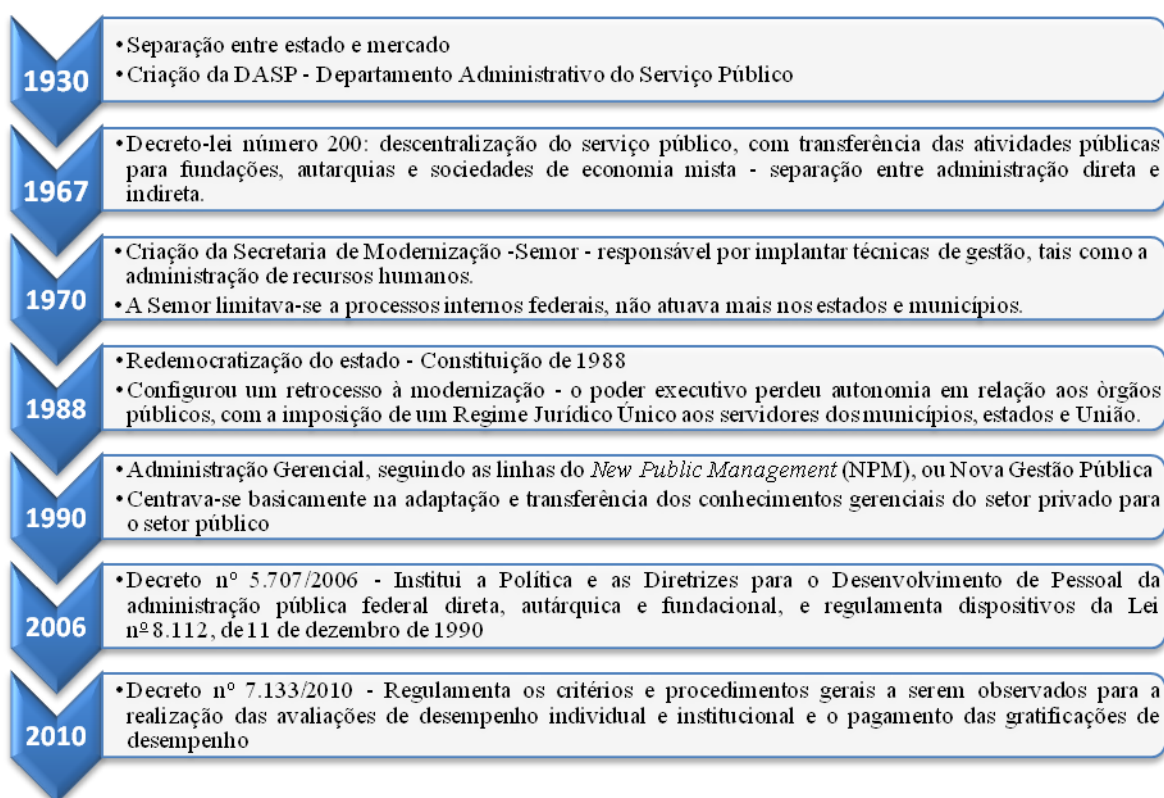 1930
• Separação entre estado e mercado
• Criação da DASP - Departamento Administrativo do Serviço Público
1967
• Decreto-lei número 200: descentralização do serviço público, com transferência das atividades públicas
para fundações, autarquias e sociedades de economia mista - separação entre administração direta e
indireta.
1970
• Criação da Secretaria de Modernização -Semor - responsável por implantar técnicas de gestão, tais como a
administração de recursos humanos.
• A Semor limitava-se a processos internos federais, não atuava mais nos estados e municípios.
1988
• Redemocratização do estado - Constituição de 1988
• Configurou um retrocesso à modernização - o poder executivo perdeu autonomia em relação aos òrgãos
públicos, com a imposição de um Regime Jurídico Único aos servidores dos municípios, estados e União.
1990
• Administração Gerencial, seguindo as linhas do New Public Management (NPM), ou Nova Gestão Pública
• Centrava-se basicamente na adaptação e transferência dos conhecimentos gerenciais do setor privado para
o setor público
2006
• Decreto nº 5.707/2006 - Institui a Política e as Diretrizes para o Desenvolvimento de Pessoal da
administração pública federal direta, autárquica e fundacional, e regulamenta dispositivos da Lei
nº 8.112, de 11 de dezembro de 1990
2010
• Decreto nº 7.133/2010 - Regulamenta os critérios e procedimentos gerais a serem observados para a
realização das avaliações de desempenho individual e institucional e o pagamento das gratificações de
desempenho